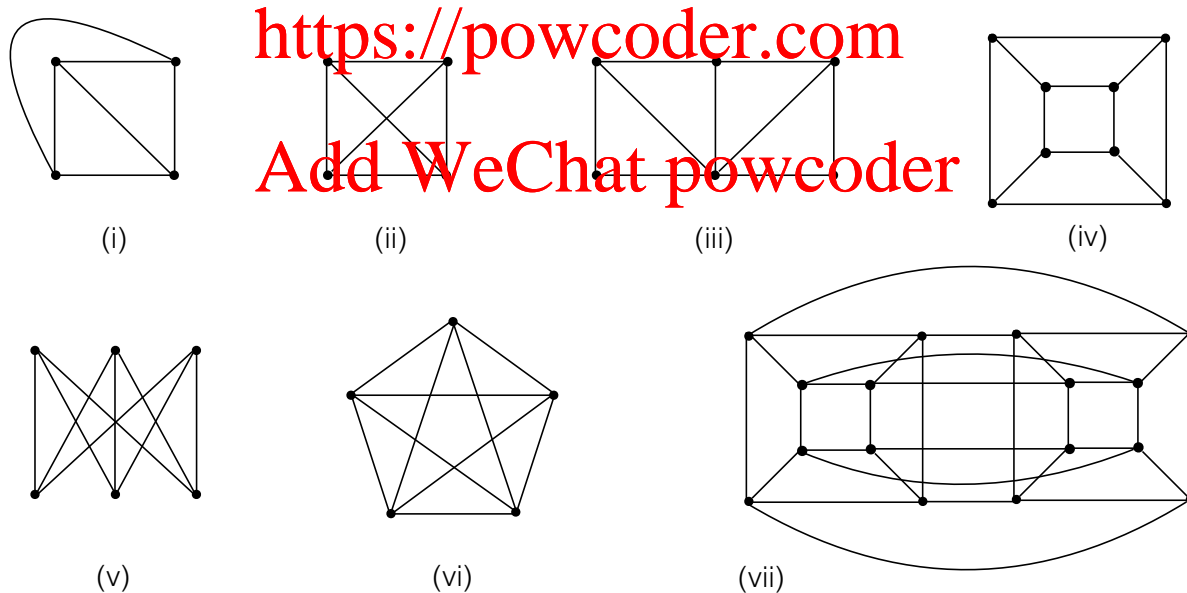 https://powcoder.com
Add WeChat powcoder
(i) (ii) (iii) (iv)
(v) (vi) (vii)